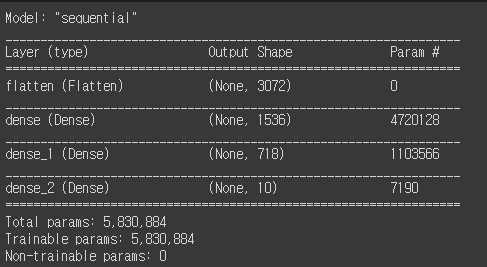 Model: "sequential"
_________________________________________________________________
Layer (type)                 Output Shape              Param #
=================================================================
flatten (Flatten)            (None, 3072)              0
_________________________________________________________________
dense (Dense)                (None, 1536)              4720128
_________________________________________________________________
dense_1 (Dense)              (None, 718)               1103566
_________________________________________________________________
dense_2 (Dense)              (None, 10)                7190
=================================================================
Total params: 5,830,884
Trainable params: 5,830,884
Non-trainable params: 0